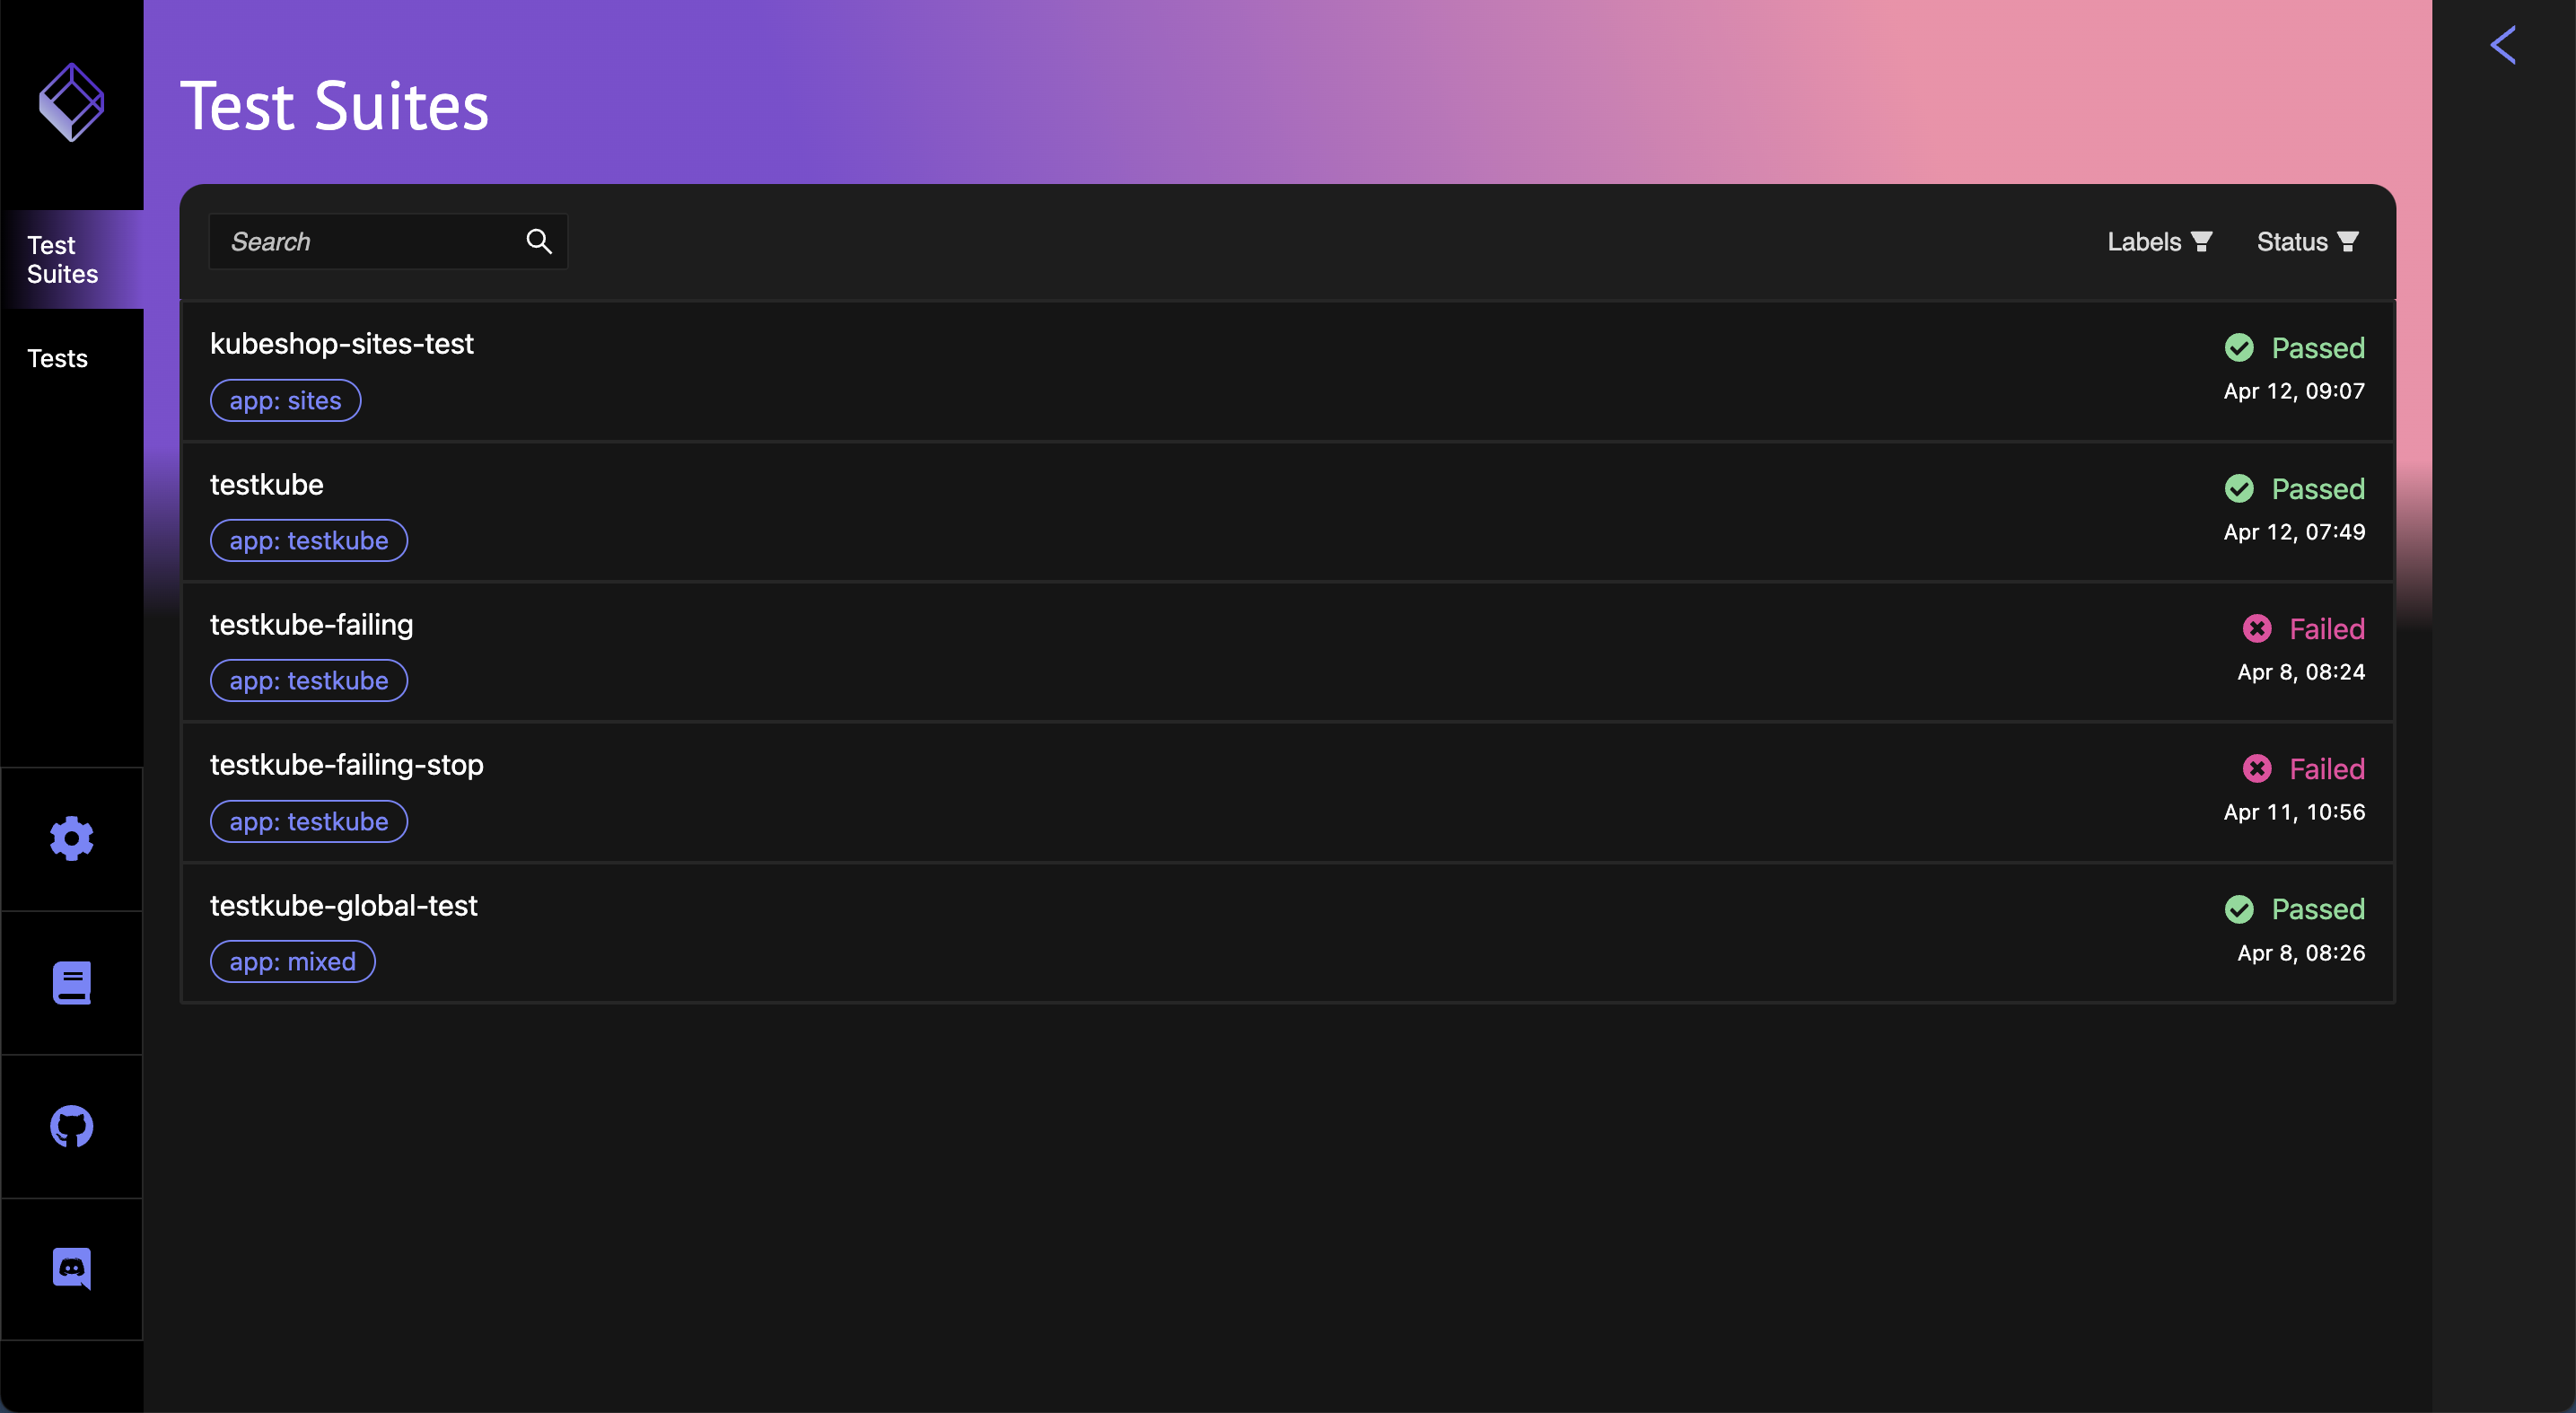 Test Suites
Test
Suites
Tests
Search
Labels
Status
kubeshop-sites-test
Passed
app: sites
Apr 12, 09:07
testkube
Passed
app: testkube
Apr 12, 07:49
testkube-failing
Failed
app: testkube
Apr 8, 08:24
testkube-failing-stop
Failed
app: testkube
Apr 11, 10:56
testkube-global-test
Passed
app: mixed
Apr 8, 08:26